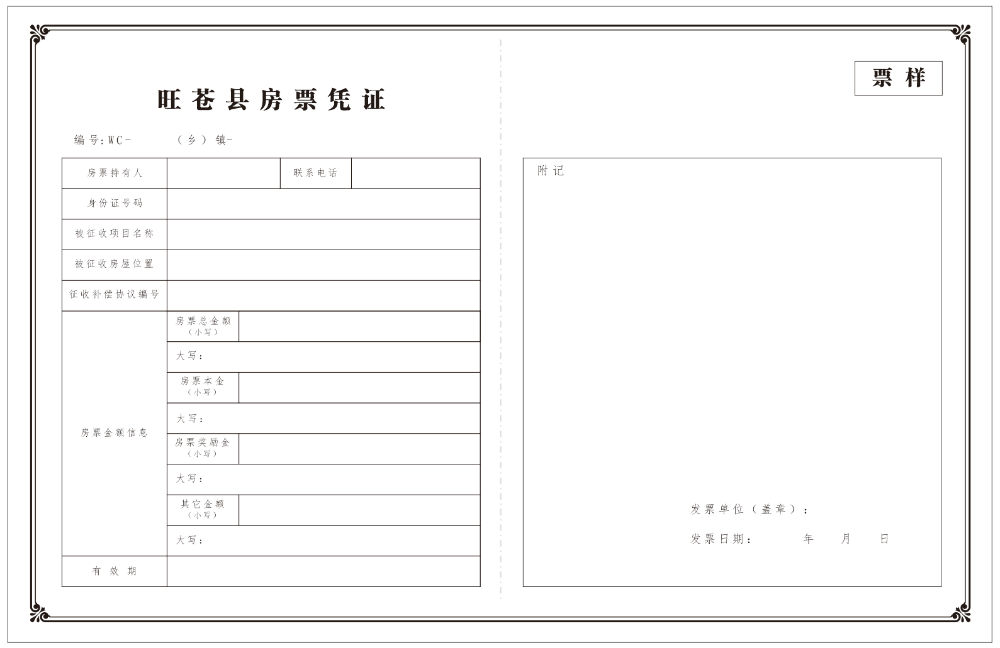 票样
旺苍县房票凭证
编号:WC- （乡）镇-
房票持有人 联系电话
身份证号码
被征收项目名称
被征收房屋位置
征收补偿协议编号
房票金额信息
房票总金额
（小写）
大写：
房票本金
（小写）
大写：
房票奖励金
（小写）
大写：
其它金额
（小写）
大写：
有效期
附记
发票单位（盖章）：
发票日期： 年 月 日